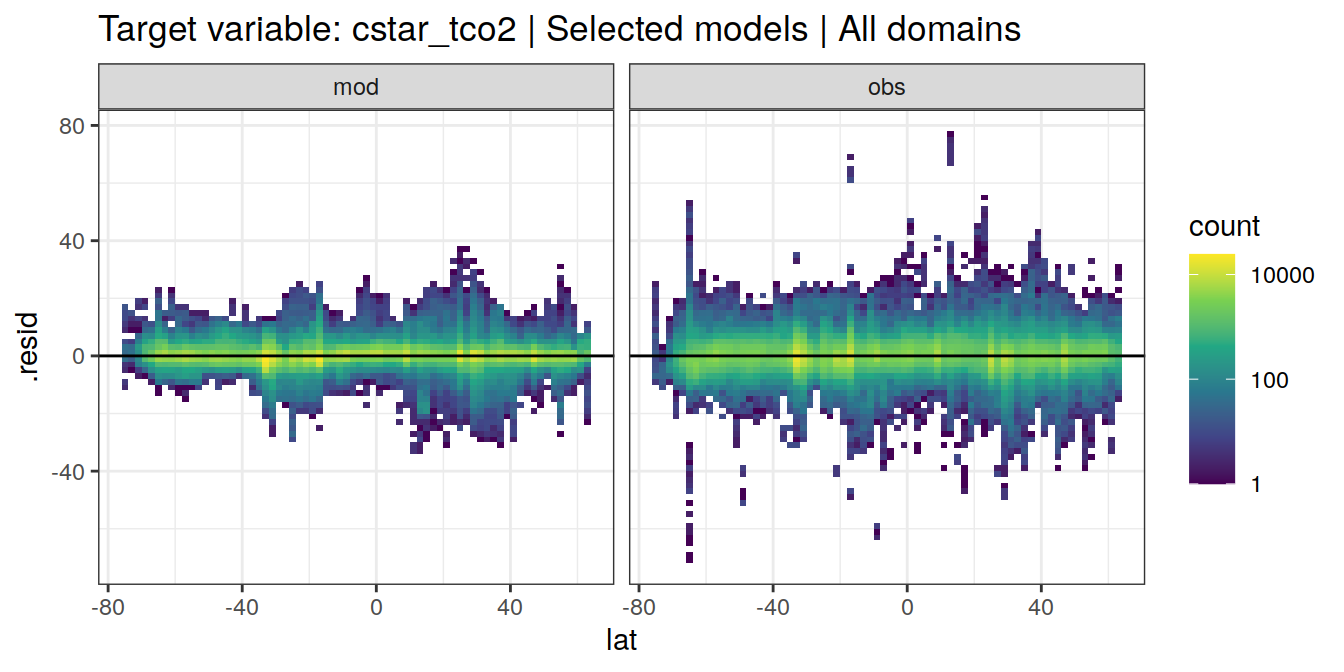 Target variable: cstar_tco2 | Selected models | All domains
mod obs
80
40
0
-40
.resid
-80 -40 0 40 -80 -40 0 40
lat
count
10000
100
1